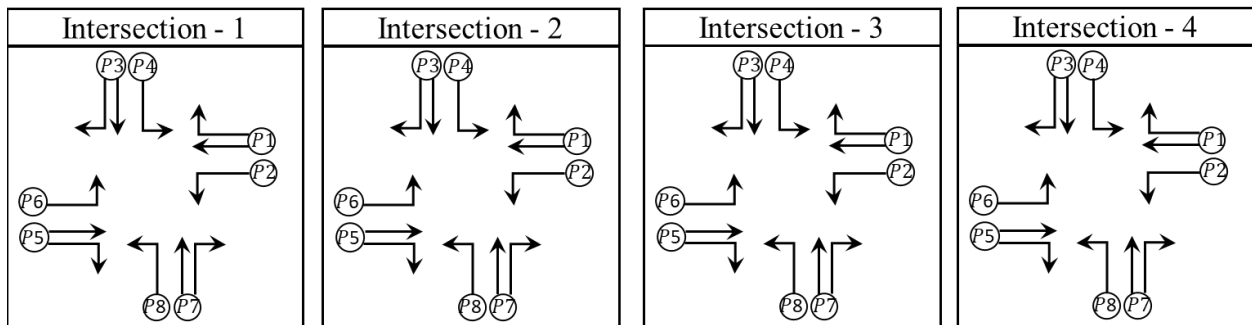 Intersection - 1 Intersection - 2 Intersection - 3 Intersection - 4
P3 P4 P3 P4 P3 P4 P3 P4
P1 P1 P1 P1
P2 P2 P2 P2
P6 P6 P6 P6
P5 P5 P5 P5
P8 P7 P8 P7 P8 P7 P8 P7